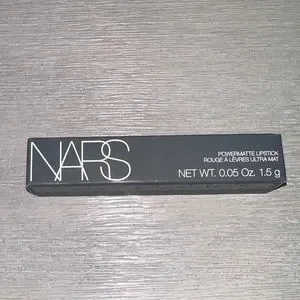 NARS
POWERMATTE LIPSTICK
ROUGE À LÈVRES ULTRA MAT
NET WT. 0.05 Oz. 1.5 g